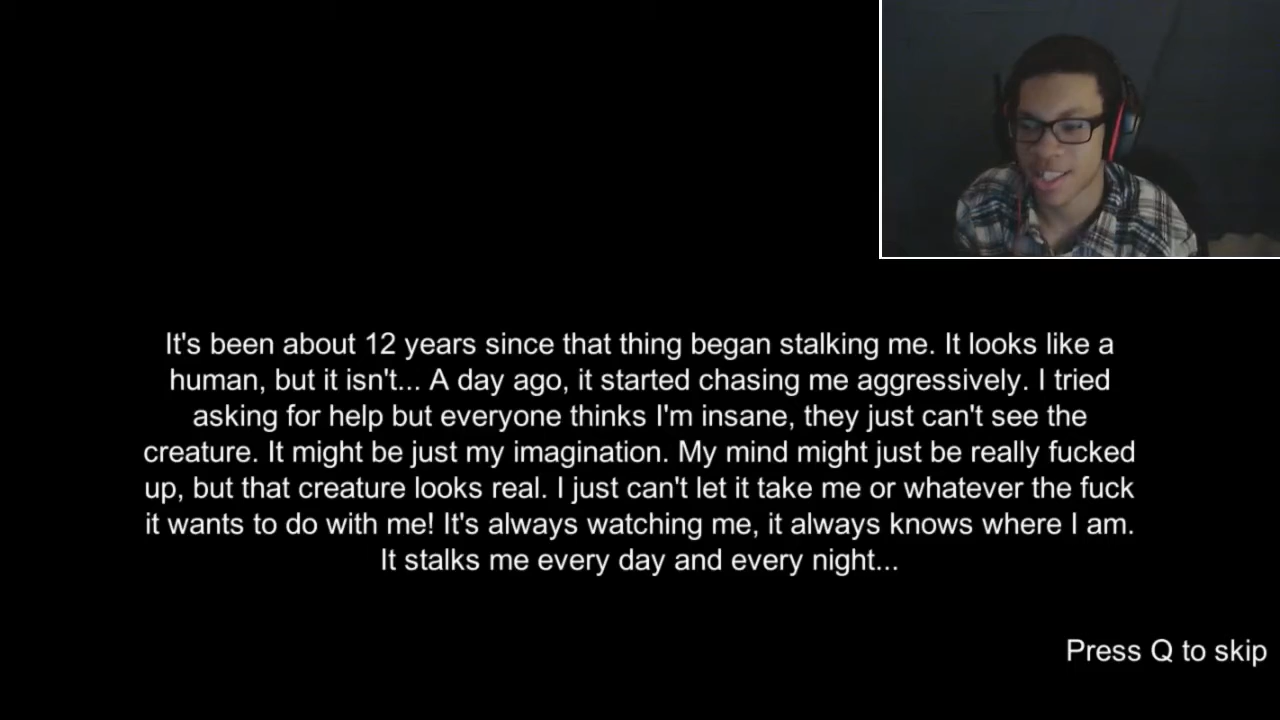 It's been about 12 years since that thing began stalking me. It looks like a
human, but it isn't... A day ago, it started chasing me aggressively. I tried
asking for help but everyone thinks I'm insane, they just can't see the
creature. It might be just my imagination. My mind might just be really fucked
up, but that creature looks real. I just can't let it take me or whatever the fuck
it wants to do with me! It's always watching me, it always knows where I am.
It stalks me every day and every night...
Press Q to skip